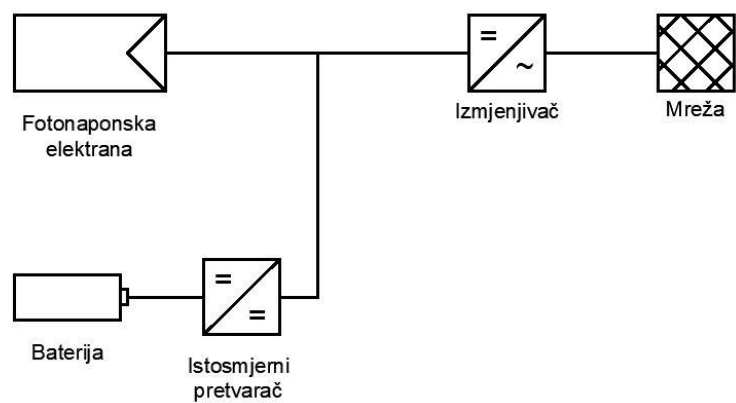 =
~
Fotonaponska
elektrana
Izmjenjivač
Mreža
=
=
Baterija
Istosmjerni
pretvarač